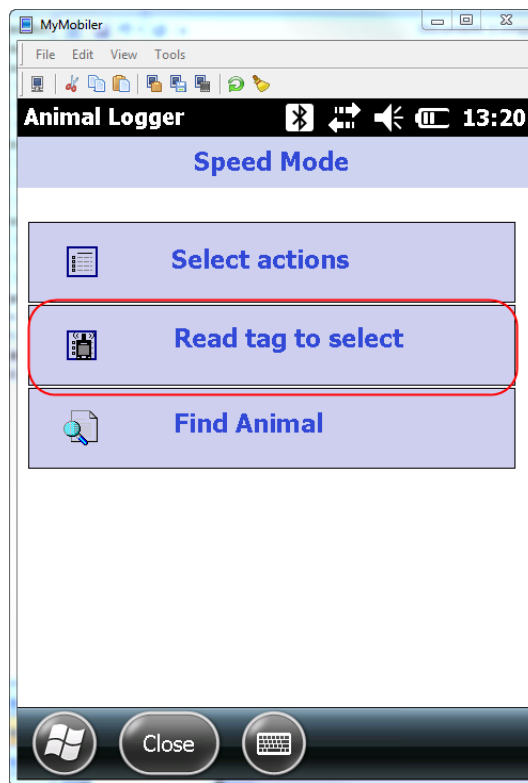 MyMobiler
File Edit View Tools
Animal Logger 13:20
Speed Mode
Select actions
Read tag to select
Find Animal
Close